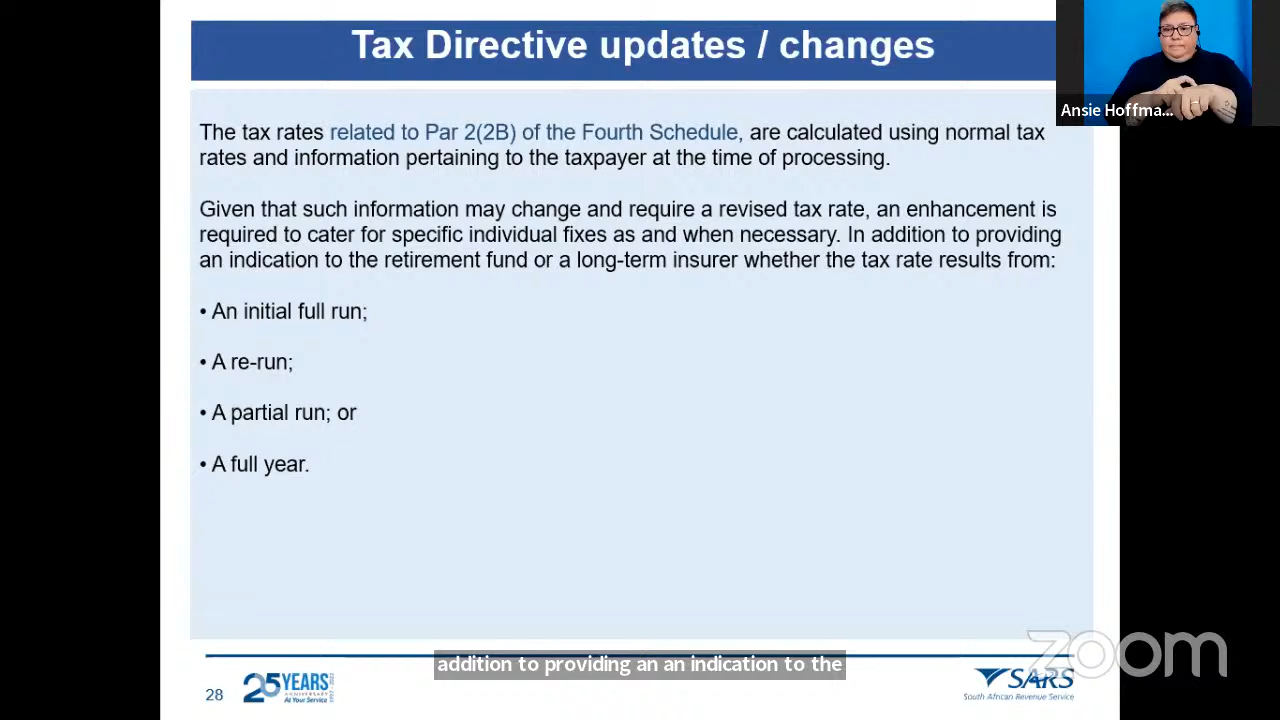 Tax Directive updates / changes
Ansie Hoffma...
The tax rates related to Par 2(2B) of the Fourth Schedule, are calculated using normal tax
rates and information pertaining to the taxpayer at the time of processing.
Given that such information may change and require a revised tax rate, an enhancement is
required to cater for specific individual fixes as and when necessary. In addition to providing
an indication to the retirement fund or a long-term insurer whether the tax rate results from:
• An initial full run;
• A re-run;
• A partial run; or
• A full year.
zoom
addition to providing an an indication to the
28
25 YEARS
ANNIVERSARY
At Your Service
SARS
South African Revenue Service